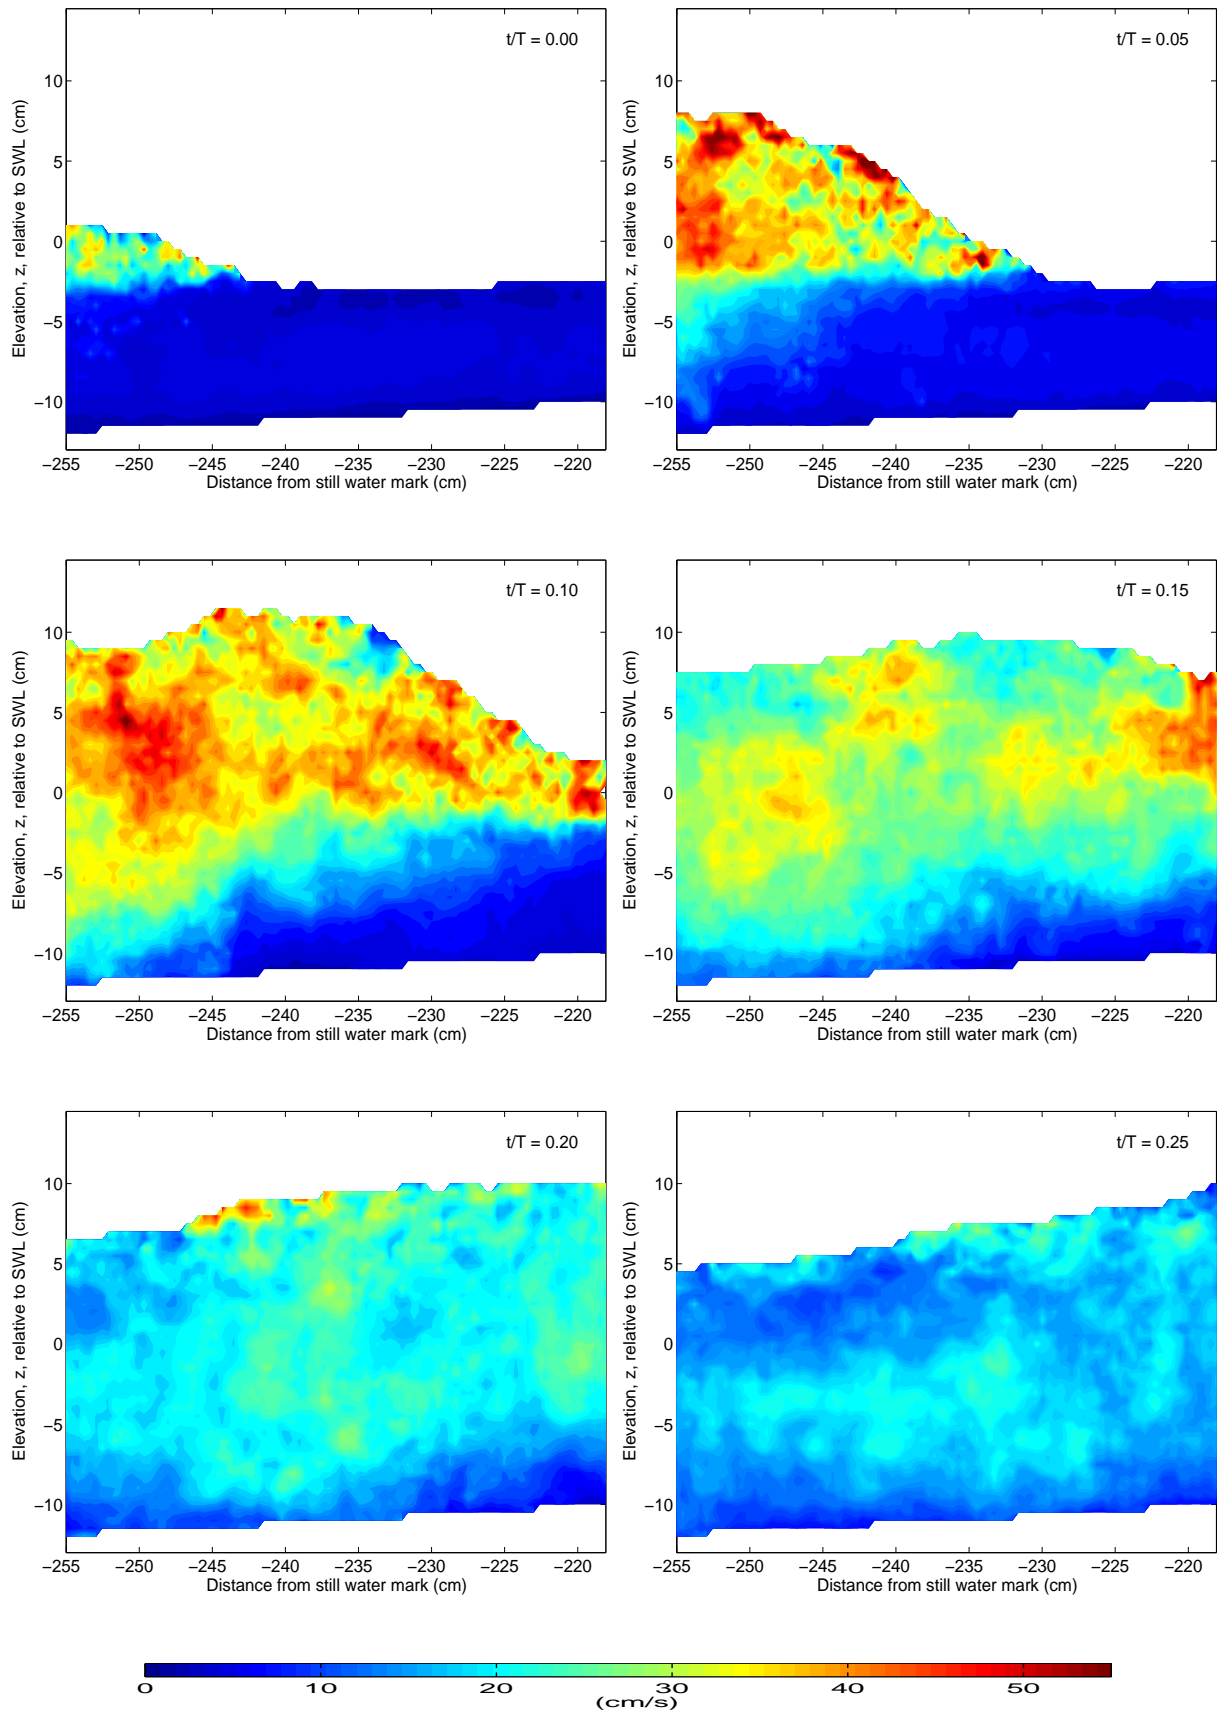 t/T = 0.00
Elevation, z, relative to SWL (cm)
10
5
0
−5
−10
−255 −250 −245 −240 −235 −230 −225 −220
Distance from still water mark (cm)
t/T = 0.05
Elevation, z, relative to SWL (cm)
10
5
0
−5
−10
−255 −250 −245 −240 −235 −230 −225 −220
Distance from still water mark (cm)
t/T = 0.10
Elevation, z, relative to SWL (cm)
10
5
0
−5
−10
−255 −250 −245 −240 −235 −230 −225 −220
Distance from still water mark (cm)
t/T = 0.15
Elevation, z, relative to SWL (cm)
10
5
0
−5
−10
−255 −250 −245 −240 −235 −230 −225 −220
Distance from still water mark (cm)
t/T = 0.20
Elevation, z, relative to SWL (cm)
10
5
0
−5
−10
−255 −250 −245 −240 −235 −230 −225 −220
Distance from still water mark (cm)
t/T = 0.25
Elevation, z, relative to SWL (cm)
10
5
0
−5
−10
−255 −250 −245 −240 −235 −230 −225 −220
Distance from still water mark (cm)
0 10 20 30 40 50
(cm/s)